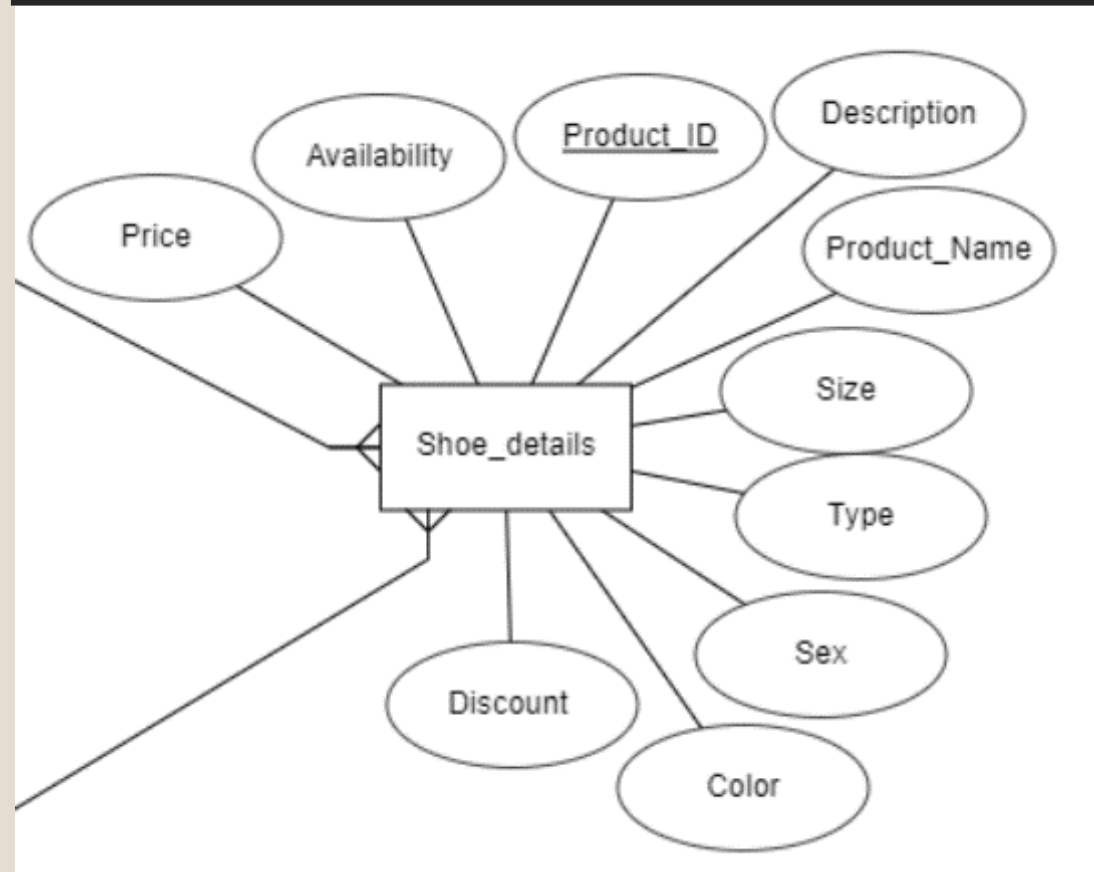 Description
Product_ID
Availability
Price
Product_Name
Size
Shoe_details
Type
Sex
Discount
Color